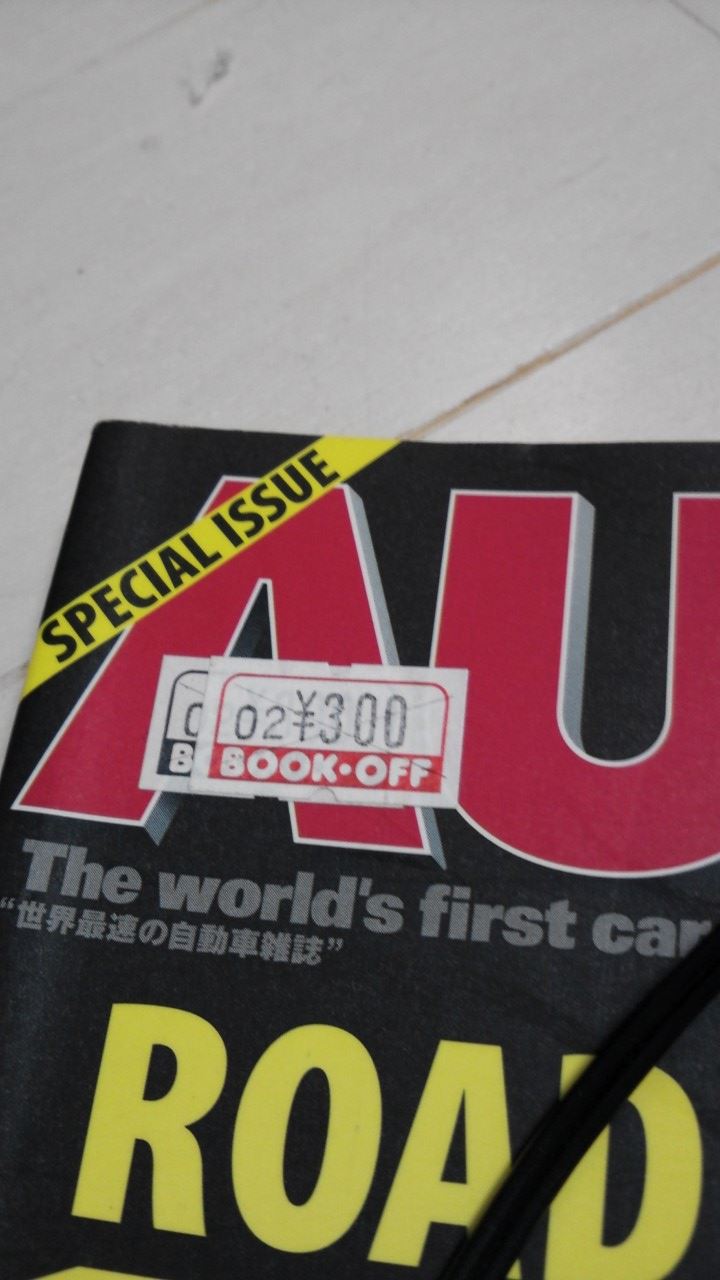 SPECIAL ISSUE
AU
02¥300
BOOK·OFF
The world's first car
“世界最速の自動車雑誌”
ROAD